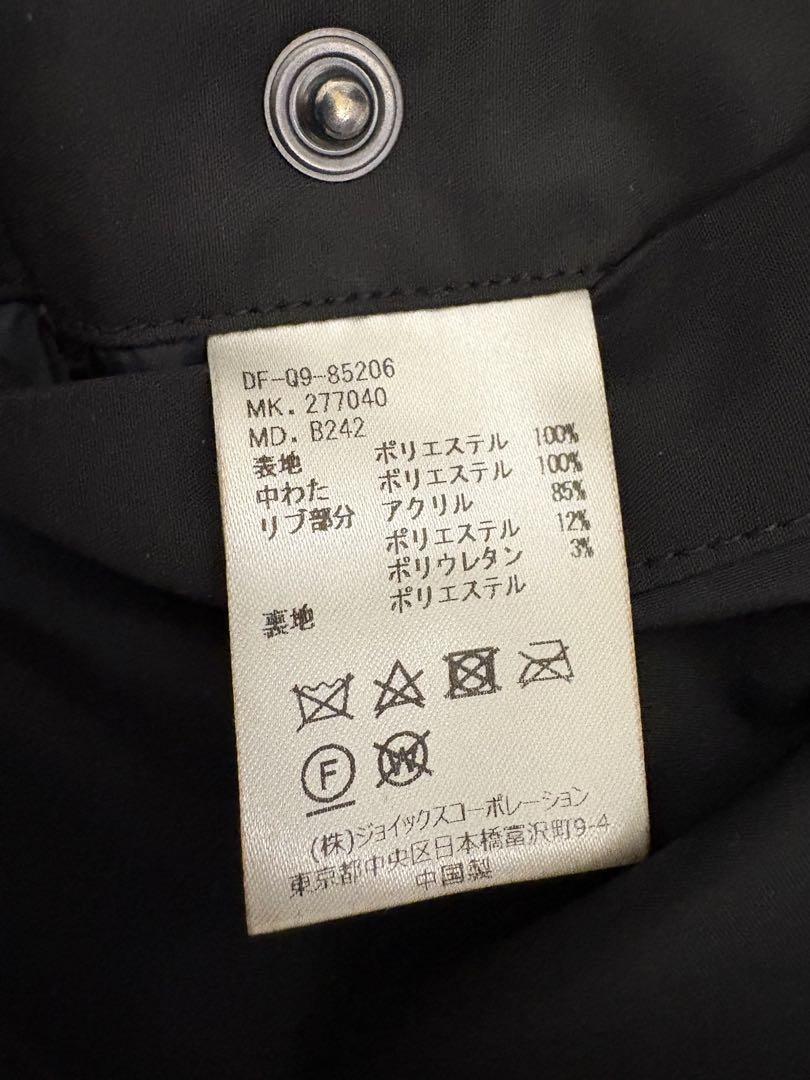 DF-Q9-85206
MK. 277040
MD. B242
表地 ポリエステル 100%
中わた ポリエステル 100%
リブ部分 アクリル 85%
ポリエステル 12%
ポリウレタン 3%
裏地 ポリエステル
F
W
(株)ジョイックスコーポレーション
東京都中央区日本橋富沢町9-4
中国製